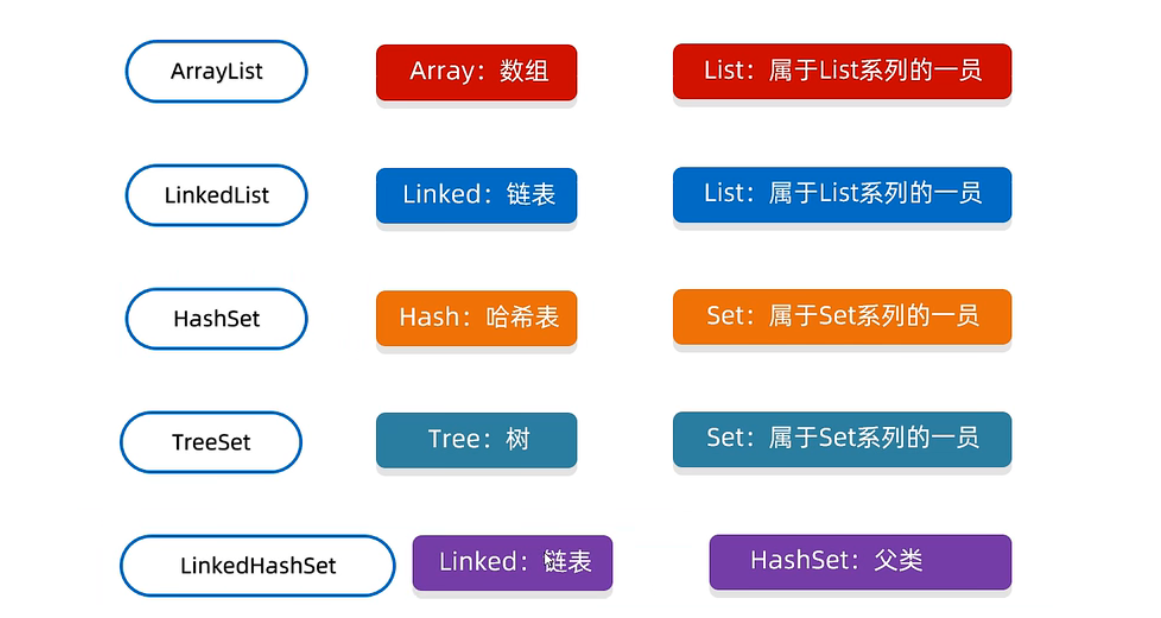 ArrayList Array：数组 List：属于List系列的一员
LinkedList Linked：链表 List：属于List系列的一员
HashSet Hash：哈希表 Set：属于Set系列的一员
TreeSet Tree：树 Set：属于Set系列的一员
LinkedHashSet Linked：链表 HashSet：父类